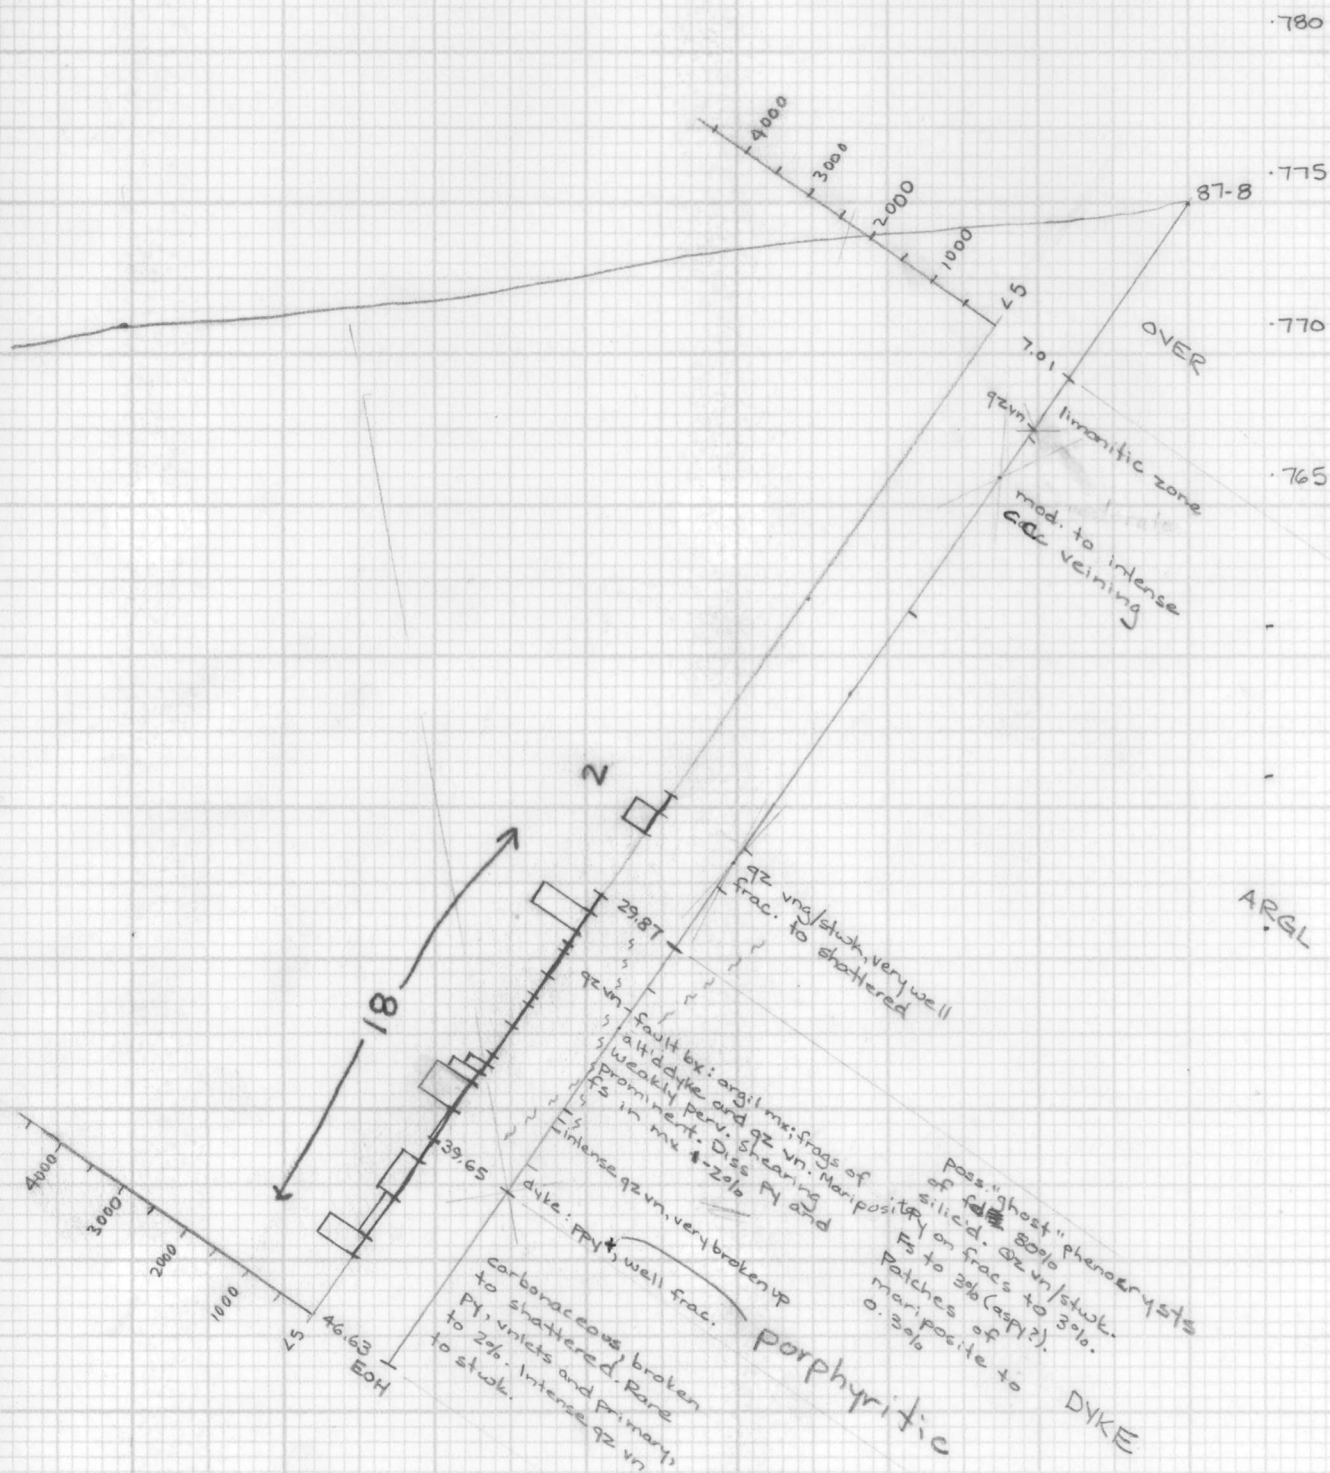 .780
.775
.770
.765
87-8
4000
3000
2000
1000
<5
OVER
7.01
qz vn
limonitic zone
mod. to intense
calc veining
2
18
29.87
qz vng/stwk, very well
frac. to shattered
ARGL
qz vn
fault bx: argil mx; frags of
alt'd dyke and qz vn. Mariposite
weakly perv. shearing
prominent. Diss Py and
fs in mx 1-2%
intense qz vn, very broken up
39.65
dyke: PPY*, well frac.
porphyritic
poss. "ghost" phenocrysts
of fd 80%
silic'd. Qz vn/stwk.
Py on fracs to 3%.
FS to 3% (aspy?).
Patches of
mariposite to
0.3%
DYKE
carbonaceous, broken
to shattered. Rare
Py, vnlets and primary,
to 2%. Intense qz vn
to stwk.
46.63
EOH
4000
3000
2000
1000
<5